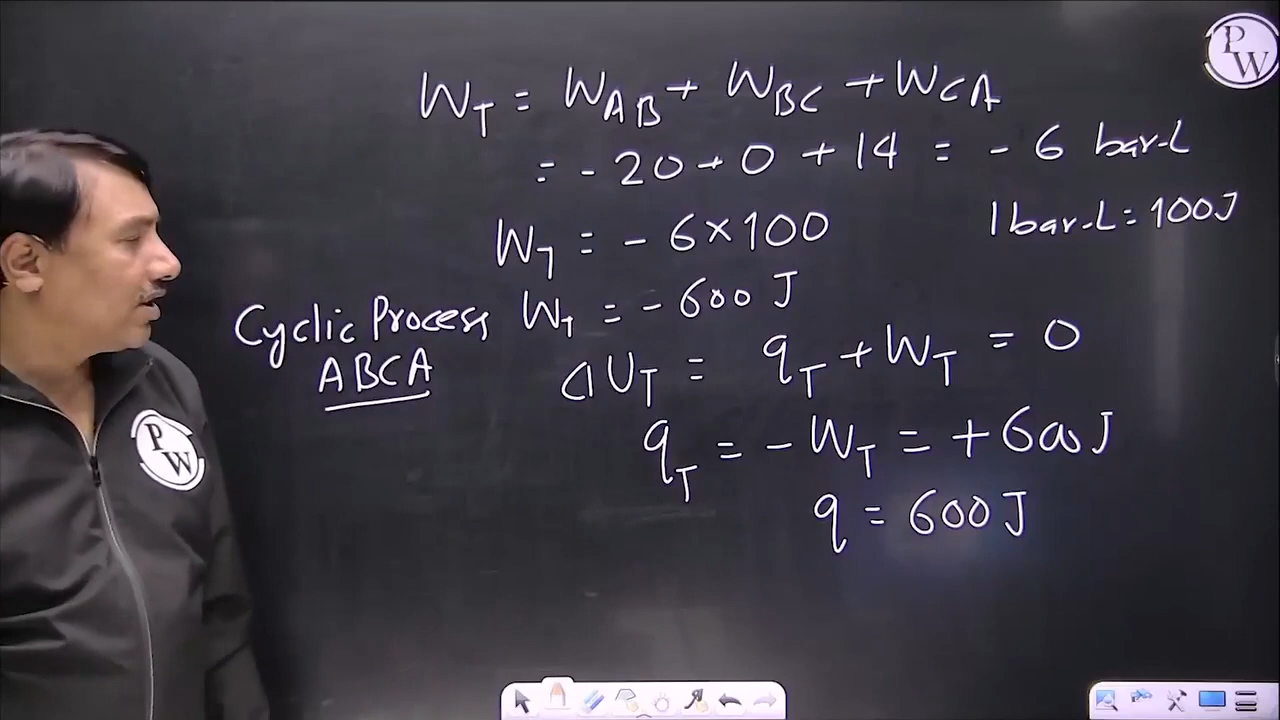 W_T = W_AB + W_BC + W_CA
= - 20 + 0 + 14 = - 6 bar-L
1 bar-L = 100J
W_T = - 6 × 100
W_T = - 600 J
Cyclic Process
ABCA
ΔU_T = q_T + W_T = 0
q_T = - W_T = + 600J
q = 600 J
PW
PW